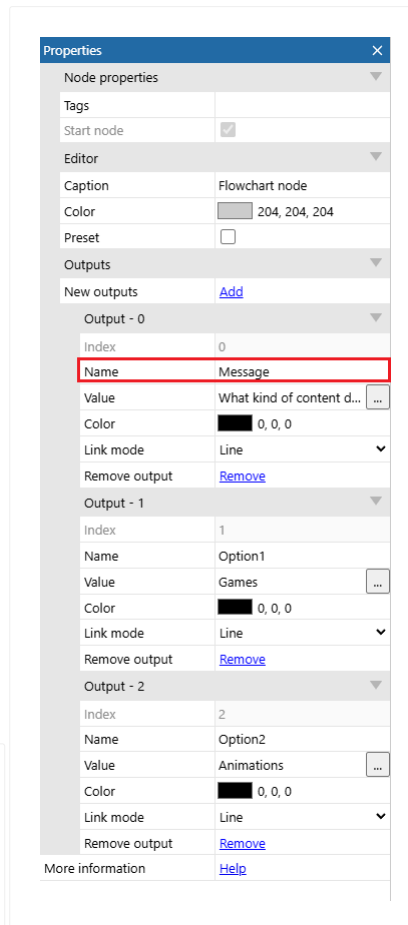 Properties
Node properties
Tags
Start node
Editor
Caption Flowchart node
Color 204, 204, 204
Preset
Outputs
New outputs Add
Output - 0
Index 0
Name Message
Value What kind of content d... ...
Color 0, 0, 0
Link mode Line
Remove output Remove
Output - 1
Index 1
Name Option1
Value Games ...
Color 0, 0, 0
Link mode Line
Remove output Remove
Output - 2
Index 2
Name Option2
Value Animations ...
Color 0, 0, 0
Link mode Line
Remove output Remove
More information Help